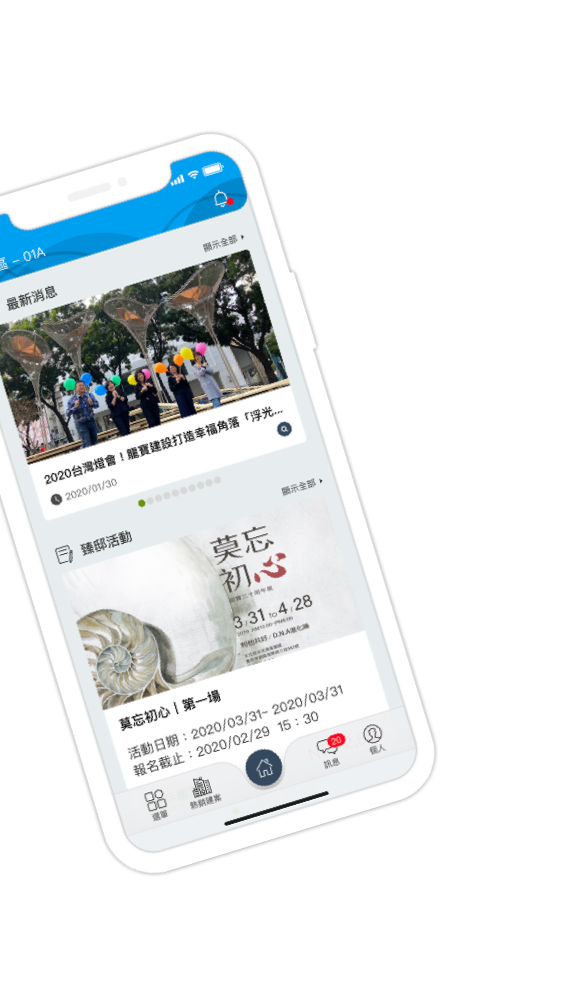 區 – 01A
最新消息
顯示全部
2020台灣燈會！龍寶建設打造幸福角落「浮光...
2020/01/30
臻邸活動
顯示全部
莫忘
初心
3/31 to 4/28
莫忘初心 | 第一場
活動日期：2020/03/31- 2020/03/31
報名截止：2020/02/29 15：30
選單
熱銷建案
20
訊息
個人